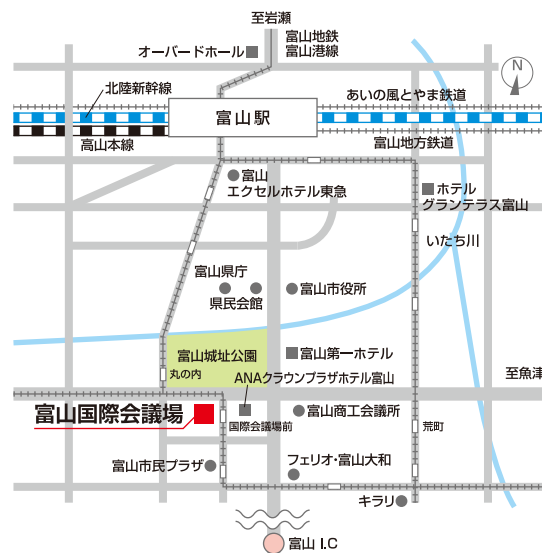 至岩瀬
富山地鉄
富山港線
オーバードホール
N
北陸新幹線
あいの風とやま鉄道
富山駅
高山本線
富山地方鉄道
富山
エクセルホテル東急
ホテル
グランテラス富山
いたち川
富山県庁
県民会館
富山市役所
富山城址公園
富山第一ホテル
丸の内
ANAクラウンプラザホテル富山
至魚津
富山国際会議場
国際会議場前
富山商工会議所
荒町
富山市民プラザ
フェリオ・富山大和
キラリ
富山 I.C